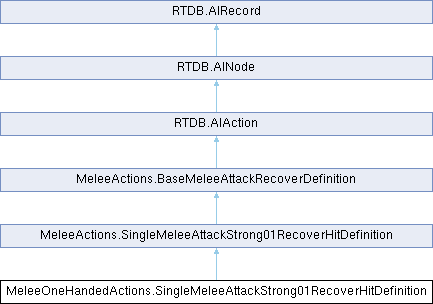 RTDB.AIRecord
RTDB.AINode
RTDB.AIAction
MeleeActions.BaseMeleeAttackRecoverDefinition
MeleeActions.SingleMeleeAttackStrong01RecoverHitDefinition
MeleeOneHandedActions.SingleMeleeAttackStrong01RecoverHitDefinition